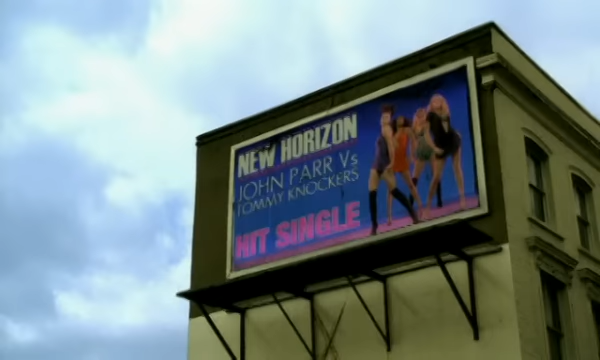 NEW HORIZON
JOHN PARR Vs
TOMMY KNOCKERS
HIT SINGLE